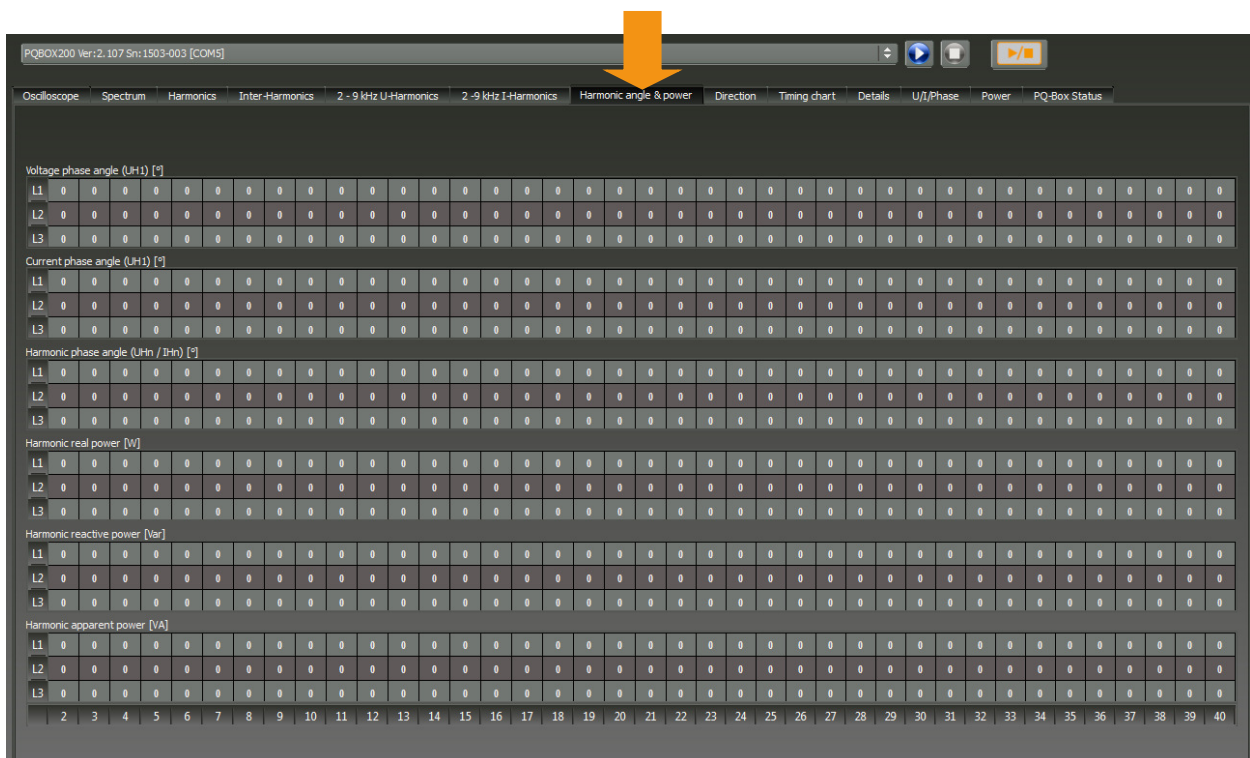 PQBOX200 Ver:2.107 Sn:1503-003 [COM5]
Oscilloscope Spectrum Harmonics Inter-Harmonics 2 - 9 kHz U-Harmonics 2 -9 kHz I-Harmonics Harmonic angle & power Direction Timing chart Details U/I/Phase Power PQ-Box Status
Voltage phase angle (UH1) [°]
L1 0 0 0 0 0 0 0 0 0 0 0 0 0 0 0 0 0 0 0 0 0 0 0 0 0 0 0 0 0 0 0 0 0 0 0 0 0 0 0
L2 0 0 0 0 0 0 0 0 0 0 0 0 0 0 0 0 0 0 0 0 0 0 0 0 0 0 0 0 0 0 0 0 0 0 0 0 0 0 0
L3 0 0 0 0 0 0 0 0 0 0 0 0 0 0 0 0 0 0 0 0 0 0 0 0 0 0 0 0 0 0 0 0 0 0 0 0 0 0 0
Current phase angle (UH1) [°]
L1 0 0 0 0 0 0 0 0 0 0 0 0 0 0 0 0 0 0 0 0 0 0 0 0 0 0 0 0 0 0 0 0 0 0 0 0 0 0 0
L2 0 0 0 0 0 0 0 0 0 0 0 0 0 0 0 0 0 0 0 0 0 0 0 0 0 0 0 0 0 0 0 0 0 0 0 0 0 0 0
L3 0 0 0 0 0 0 0 0 0 0 0 0 0 0 0 0 0 0 0 0 0 0 0 0 0 0 0 0 0 0 0 0 0 0 0 0 0 0 0
Harmonic phase angle (UHn / IHn) [°]
L1 0 0 0 0 0 0 0 0 0 0 0 0 0 0 0 0 0 0 0 0 0 0 0 0 0 0 0 0 0 0 0 0 0 0 0 0 0 0 0
L2 0 0 0 0 0 0 0 0 0 0 0 0 0 0 0 0 0 0 0 0 0 0 0 0 0 0 0 0 0 0 0 0 0 0 0 0 0 0 0
L3 0 0 0 0 0 0 0 0 0 0 0 0 0 0 0 0 0 0 0 0 0 0 0 0 0 0 0 0 0 0 0 0 0 0 0 0 0 0 0
Harmonic real power [W]
L1 0 0 0 0 0 0 0 0 0 0 0 0 0 0 0 0 0 0 0 0 0 0 0 0 0 0 0 0 0 0 0 0 0 0 0 0 0 0 0
L2 0 0 0 0 0 0 0 0 0 0 0 0 0 0 0 0 0 0 0 0 0 0 0 0 0 0 0 0 0 0 0 0 0 0 0 0 0 0 0
L3 0 0 0 0 0 0 0 0 0 0 0 0 0 0 0 0 0 0 0 0 0 0 0 0 0 0 0 0 0 0 0 0 0 0 0 0 0 0 0
Harmonic reactive power [Var]
L1 0 0 0 0 0 0 0 0 0 0 0 0 0 0 0 0 0 0 0 0 0 0 0 0 0 0 0 0 0 0 0 0 0 0 0 0 0 0 0
L2 0 0 0 0 0 0 0 0 0 0 0 0 0 0 0 0 0 0 0 0 0 0 0 0 0 0 0 0 0 0 0 0 0 0 0 0 0 0 0
L3 0 0 0 0 0 0 0 0 0 0 0 0 0 0 0 0 0 0 0 0 0 0 0 0 0 0 0 0 0 0 0 0 0 0 0 0 0 0 0
Harmonic apparent power [VA]
L1 0 0 0 0 0 0 0 0 0 0 0 0 0 0 0 0 0 0 0 0 0 0 0 0 0 0 0 0 0 0 0 0 0 0 0 0 0 0 0
L2 0 0 0 0 0 0 0 0 0 0 0 0 0 0 0 0 0 0 0 0 0 0 0 0 0 0 0 0 0 0 0 0 0 0 0 0 0 0 0
L3 0 0 0 0 0 0 0 0 0 0 0 0 0 0 0 0 0 0 0 0 0 0 0 0 0 0 0 0 0 0 0 0 0 0 0 0 0 0 0
2 3 4 5 6 7 8 9 10 11 12 13 14 15 16 17 18 19 20 21 22 23 24 25 26 27 28 29 30 31 32 33 34 35 36 37 38 39 40